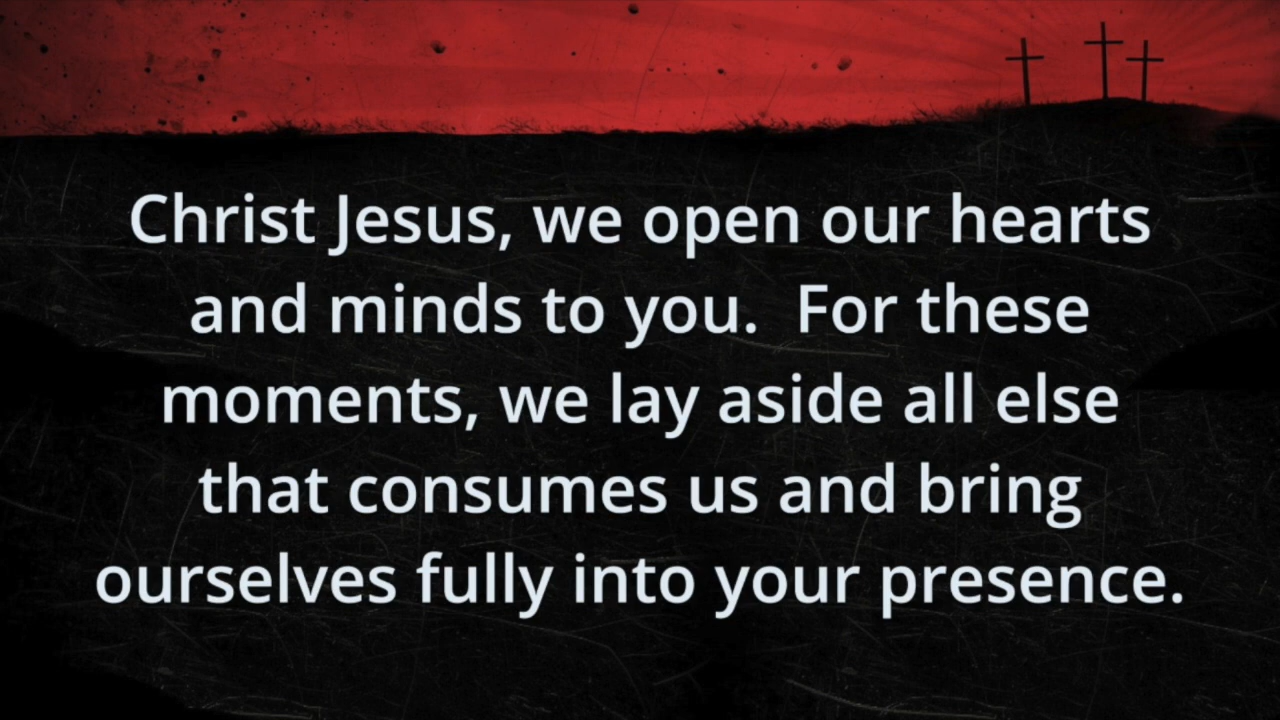 Christ Jesus, we open our hearts
and minds to you.  For these
moments, we lay aside all else
that consumes us and bring
ourselves fully into your presence.